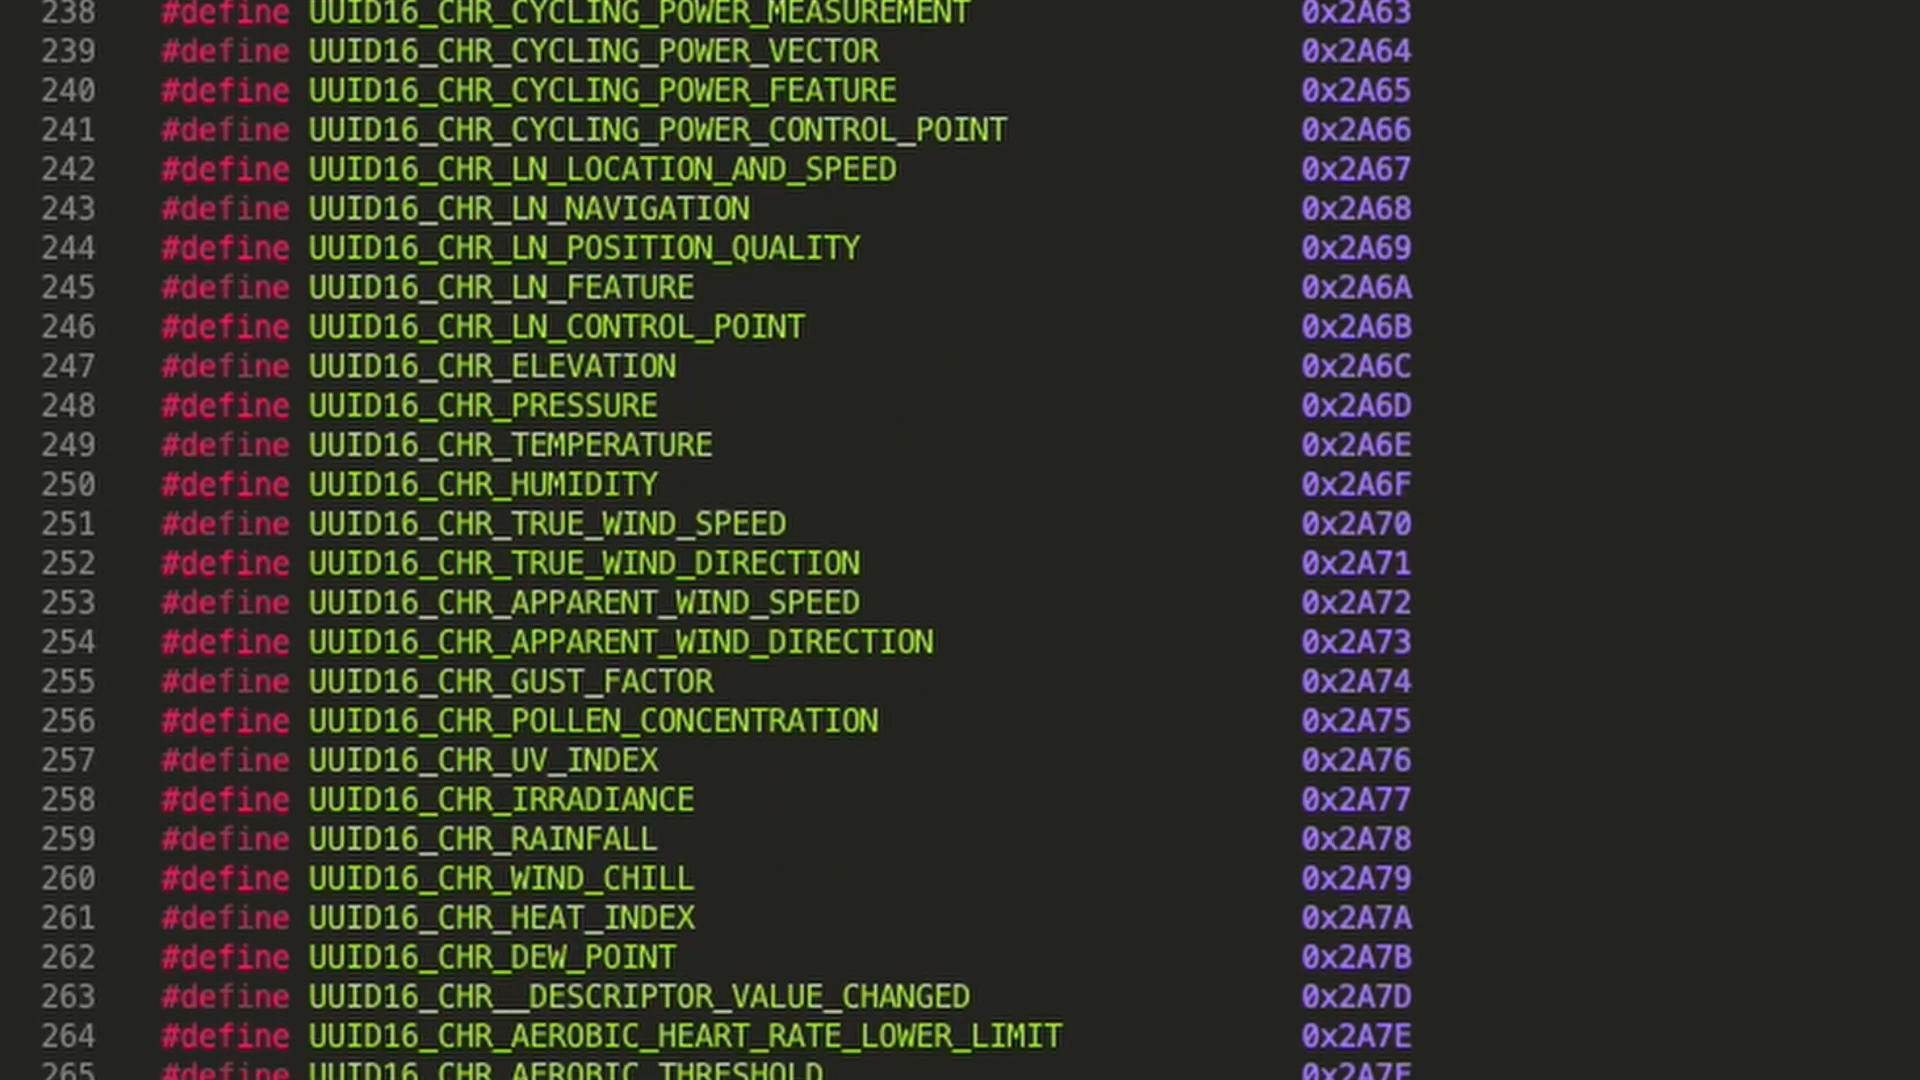 238 #define UUID16_CHR_CYCLING_POWER_MEASUREMENT 0x2A63
239 #define UUID16_CHR_CYCLING_POWER_VECTOR 0x2A64
240 #define UUID16_CHR_CYCLING_POWER_FEATURE 0x2A65
241 #define UUID16_CHR_CYCLING_POWER_CONTROL_POINT 0x2A66
242 #define UUID16_CHR_LN_LOCATION_AND_SPEED 0x2A67
243 #define UUID16_CHR_LN_NAVIGATION 0x2A68
244 #define UUID16_CHR_LN_POSITION_QUALITY 0x2A69
245 #define UUID16_CHR_LN_FEATURE 0x2A6A
246 #define UUID16_CHR_LN_CONTROL_POINT 0x2A6B
247 #define UUID16_CHR_ELEVATION 0x2A6C
248 #define UUID16_CHR_PRESSURE 0x2A6D
249 #define UUID16_CHR_TEMPERATURE 0x2A6E
250 #define UUID16_CHR_HUMIDITY 0x2A6F
251 #define UUID16_CHR_TRUE_WIND_SPEED 0x2A70
252 #define UUID16_CHR_TRUE_WIND_DIRECTION 0x2A71
253 #define UUID16_CHR_APPARENT_WIND_SPEED 0x2A72
254 #define UUID16_CHR_APPARENT_WIND_DIRECTION 0x2A73
255 #define UUID16_CHR_GUST_FACTOR 0x2A74
256 #define UUID16_CHR_POLLEN_CONCENTRATION 0x2A75
257 #define UUID16_CHR_UV_INDEX 0x2A76
258 #define UUID16_CHR_IRRADIANCE 0x2A77
259 #define UUID16_CHR_RAINFALL 0x2A78
260 #define UUID16_CHR_WIND_CHILL 0x2A79
261 #define UUID16_CHR_HEAT_INDEX 0x2A7A
262 #define UUID16_CHR_DEW_POINT 0x2A7B
263 #define UUID16_CHR__DESCRIPTOR_VALUE_CHANGED 0x2A7D
264 #define UUID16_CHR_AEROBIC_HEART_RATE_LOWER_LIMIT 0x2A7E
265 #define UUID16_CHR_AEROBIC_THRESHOLD 0x2A7F